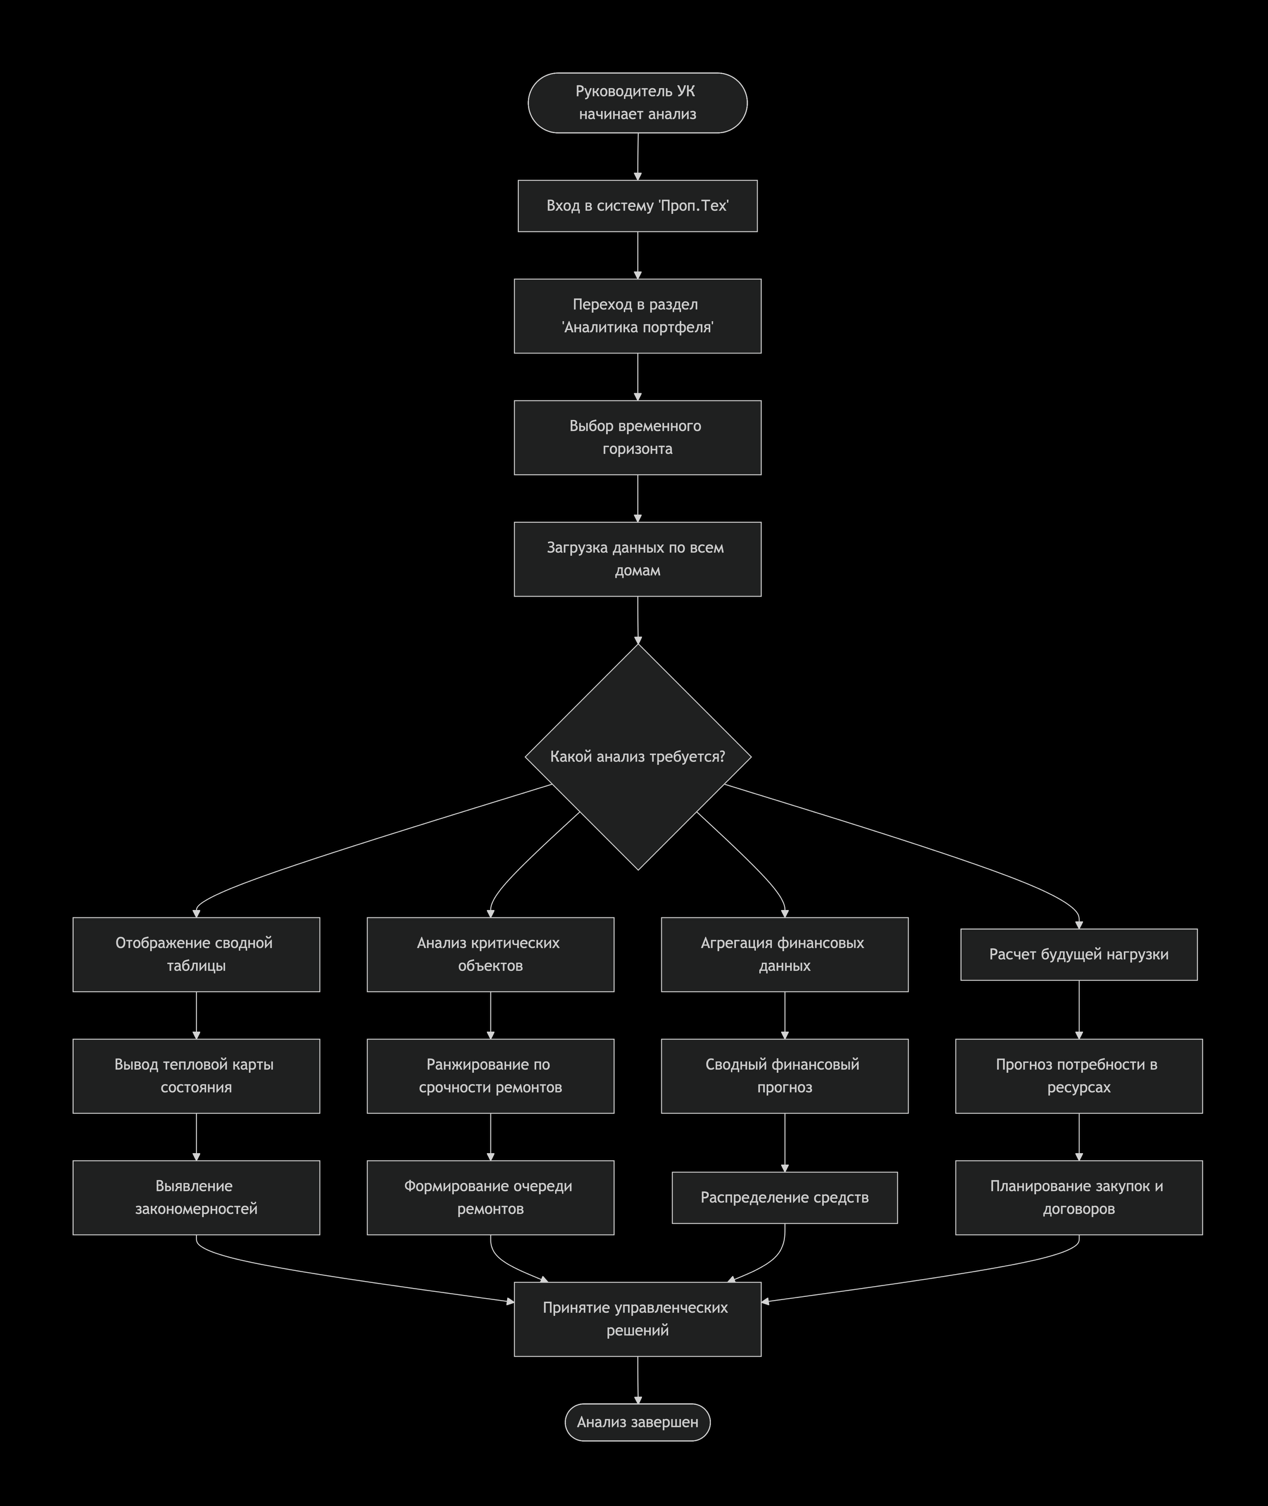 Руководитель УК
начинает анализ
Вход в систему 'Проп.Тех'
Переход в раздел
'Аналитика портфеля'
Выбор временного
горизонта
Загрузка данных по всем
домам
Какой анализ требуется?
Отображение сводной
таблицы
Анализ критических
объектов
Агрегация финансовых
данных
Расчет будущей нагрузки
Вывод тепловой карты
состояния
Ранжирование по
срочности ремонтов
Сводный финансовый
прогноз
Прогноз потребности в
ресурсах
Выявление
закономерностей
Формирование очереди
ремонтов
Распределение средств
Планирование закупок и
договоров
Принятие управленческих
решений
Анализ завершен